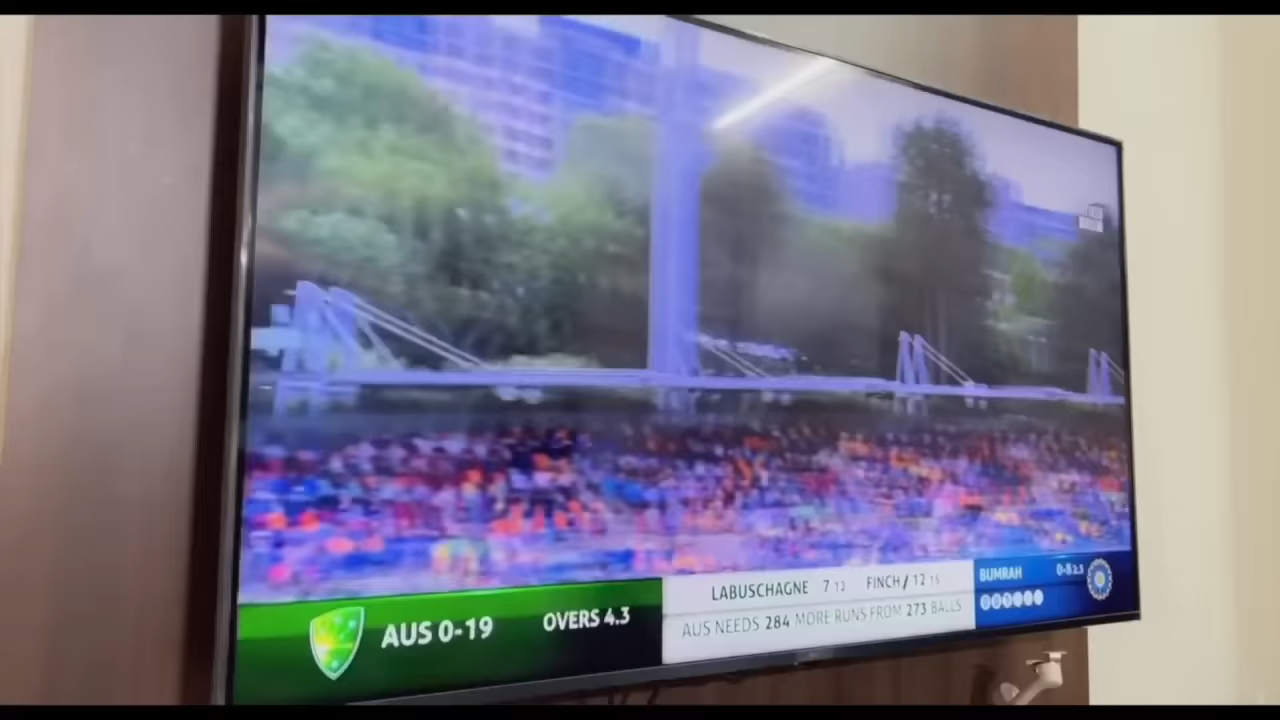 AUS 0-19 OVERS 4.3
LABUSCHAGNE 7 12 FINCH 12 15
AUS NEEDS 284 MORE RUNS FROM 273 BALLS
BUMRAH 0-8 2.3